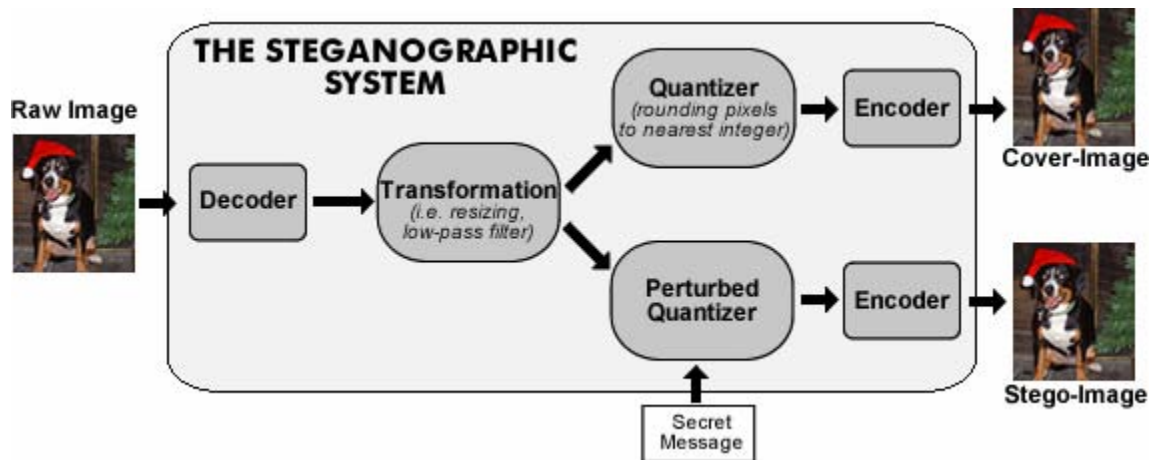 THE STEGANOGRAPHIC
SYSTEM
Raw Image
Decoder
Transformation
(i.e. resizing,
low-pass filter)
Quantizer
(rounding pixels
to nearest integer)
Encoder
Cover-Image
Perturbed
Quantizer
Encoder
Stego-Image
Secret
Message